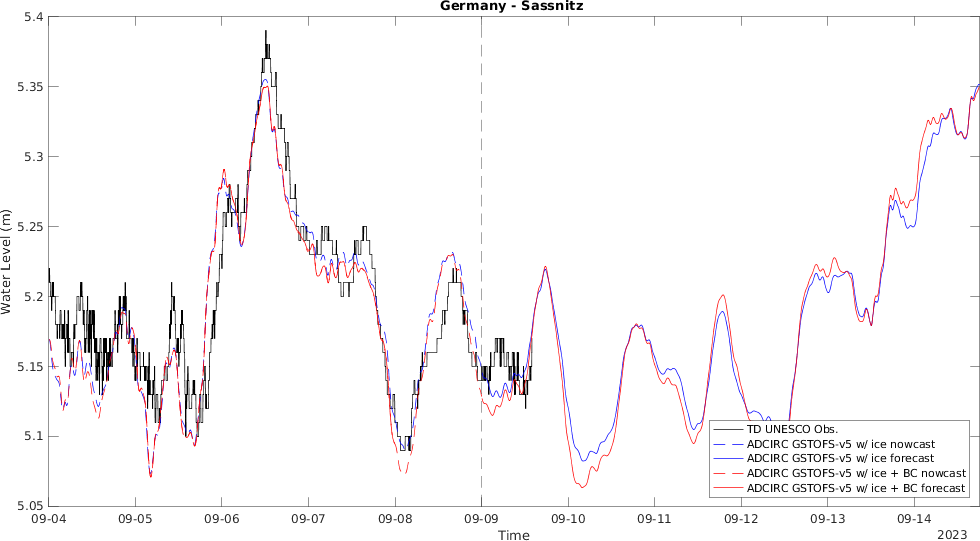 Germany - Sassnitz
Water Level (m)
5.4
5.35
5.3
5.25
5.2
5.15
5.1
5.05
TD UNESCO Obs.
ADCIRC GSTOFS-v5 w/ ice nowcast
ADCIRC GSTOFS-v5 w/ ice forecast
ADCIRC GSTOFS-v5 w/ ice + BC nowcast
ADCIRC GSTOFS-v5 w/ ice + BC forecast
09-04 09-05 09-06 09-07 09-08 09-09 09-10 09-11 09-12 09-13 09-14
Time
2023